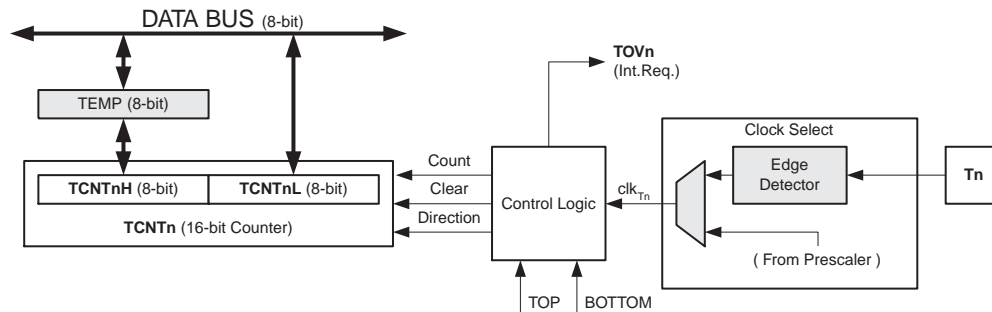 DATA BUS (8-bit)
TOVn
(Int.Req.)
TEMP (8-bit)
Clock Select
Count
Edge
Detector
Tn
TCNTnH (8-bit)
TCNTnL (8-bit)
Clear
Control Logic
clkTn
Direction
TCNTn (16-bit Counter)
( From Prescaler )
TOP
BOTTOM